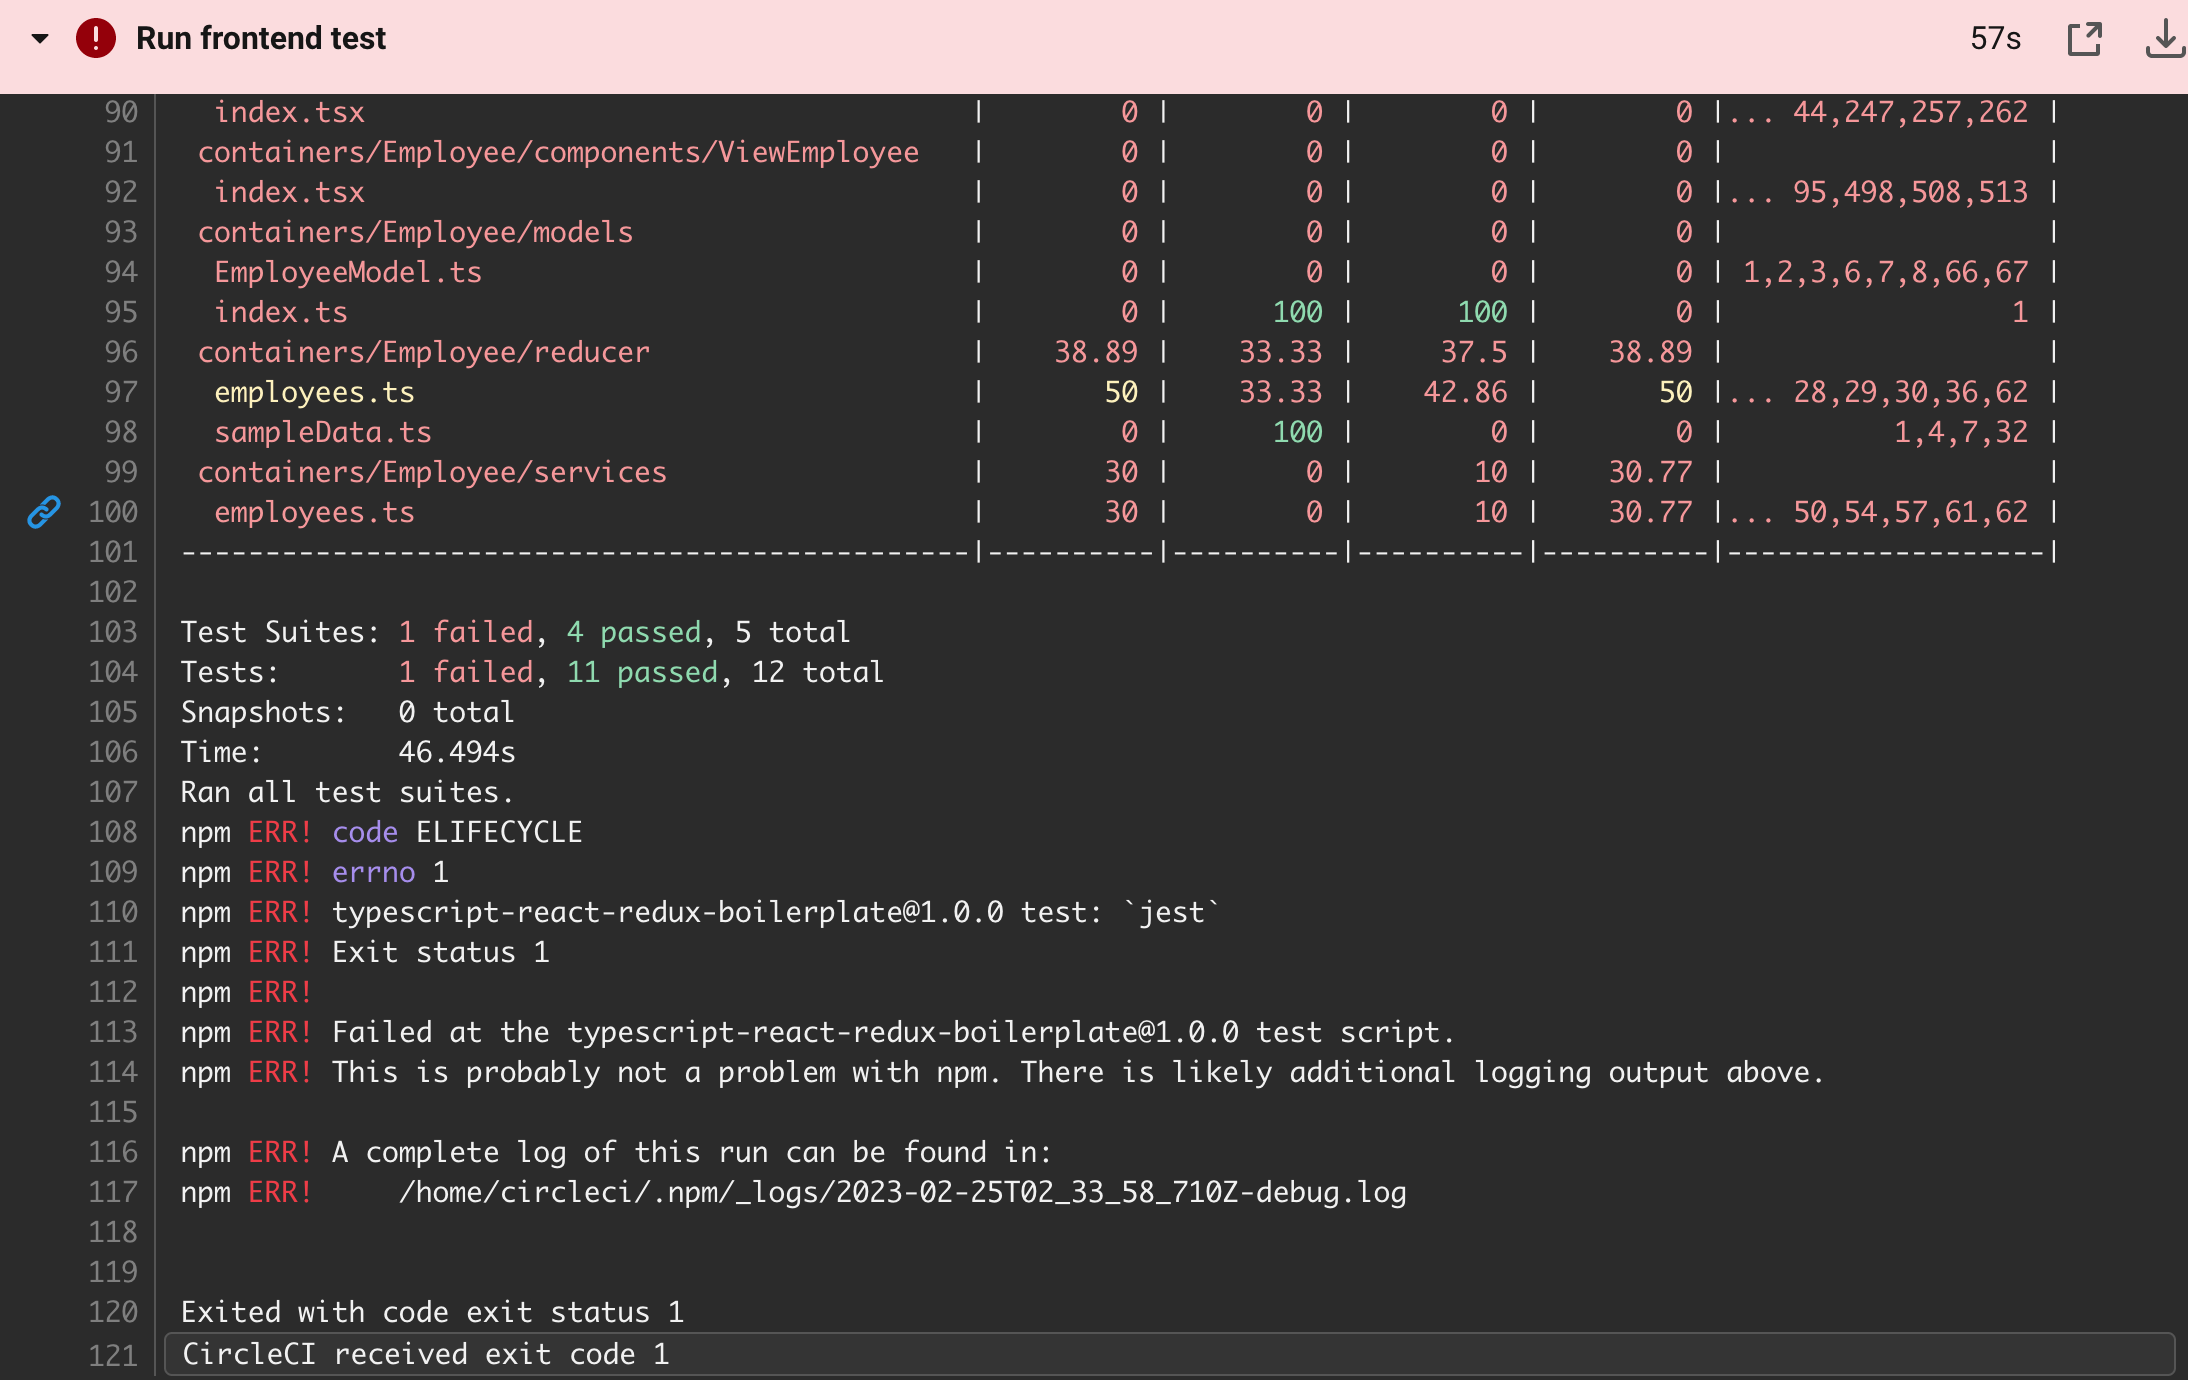 Run frontend test 57s
90 index.tsx | 0 | 0 | 0 | 0 |... 44,247,257,262 |
91 containers/Employee/components/ViewEmployee | 0 | 0 | 0 | 0 | |
92 index.tsx | 0 | 0 | 0 | 0 |... 95,498,508,513 |
93 containers/Employee/models | 0 | 0 | 0 | 0 | |
94 EmployeeModel.ts | 0 | 0 | 0 | 0 | 1,2,3,6,7,8,66,67 |
95 index.ts | 0 | 100 | 100 | 0 | 1 |
96 containers/Employee/reducer | 38.89 | 33.33 | 37.5 | 38.89 | |
97 employees.ts | 50 | 33.33 | 42.86 | 50 |... 28,29,30,36,62 |
98 sampleData.ts | 0 | 100 | 0 | 0 | 1,4,7,32 |
99 containers/Employee/services | 30 | 0 | 10 | 30.77 | |
100 employees.ts | 30 | 0 | 10 | 30.77 |... 50,54,57,61,62 |
101 -----------------------------------------------|----------|----------|----------|----------|-------------------|
102
103 Test Suites: 1 failed, 4 passed, 5 total
104 Tests: 1 failed, 11 passed, 12 total
105 Snapshots: 0 total
106 Time: 46.494s
107 Ran all test suites.
108 npm ERR! code ELIFECYCLE
109 npm ERR! errno 1
110 npm ERR! typescript-react-redux-boilerplate@1.0.0 test: `jest`
111 npm ERR! Exit status 1
112 npm ERR!
113 npm ERR! Failed at the typescript-react-redux-boilerplate@1.0.0 test script.
114 npm ERR! This is probably not a problem with npm. There is likely additional logging output above.
115
116 npm ERR! A complete log of this run can be found in:
117 npm ERR! /home/circleci/.npm/_logs/2023-02-25T02_33_58_710Z-debug.log
118
119
120 Exited with code exit status 1
121 CircleCI received exit code 1